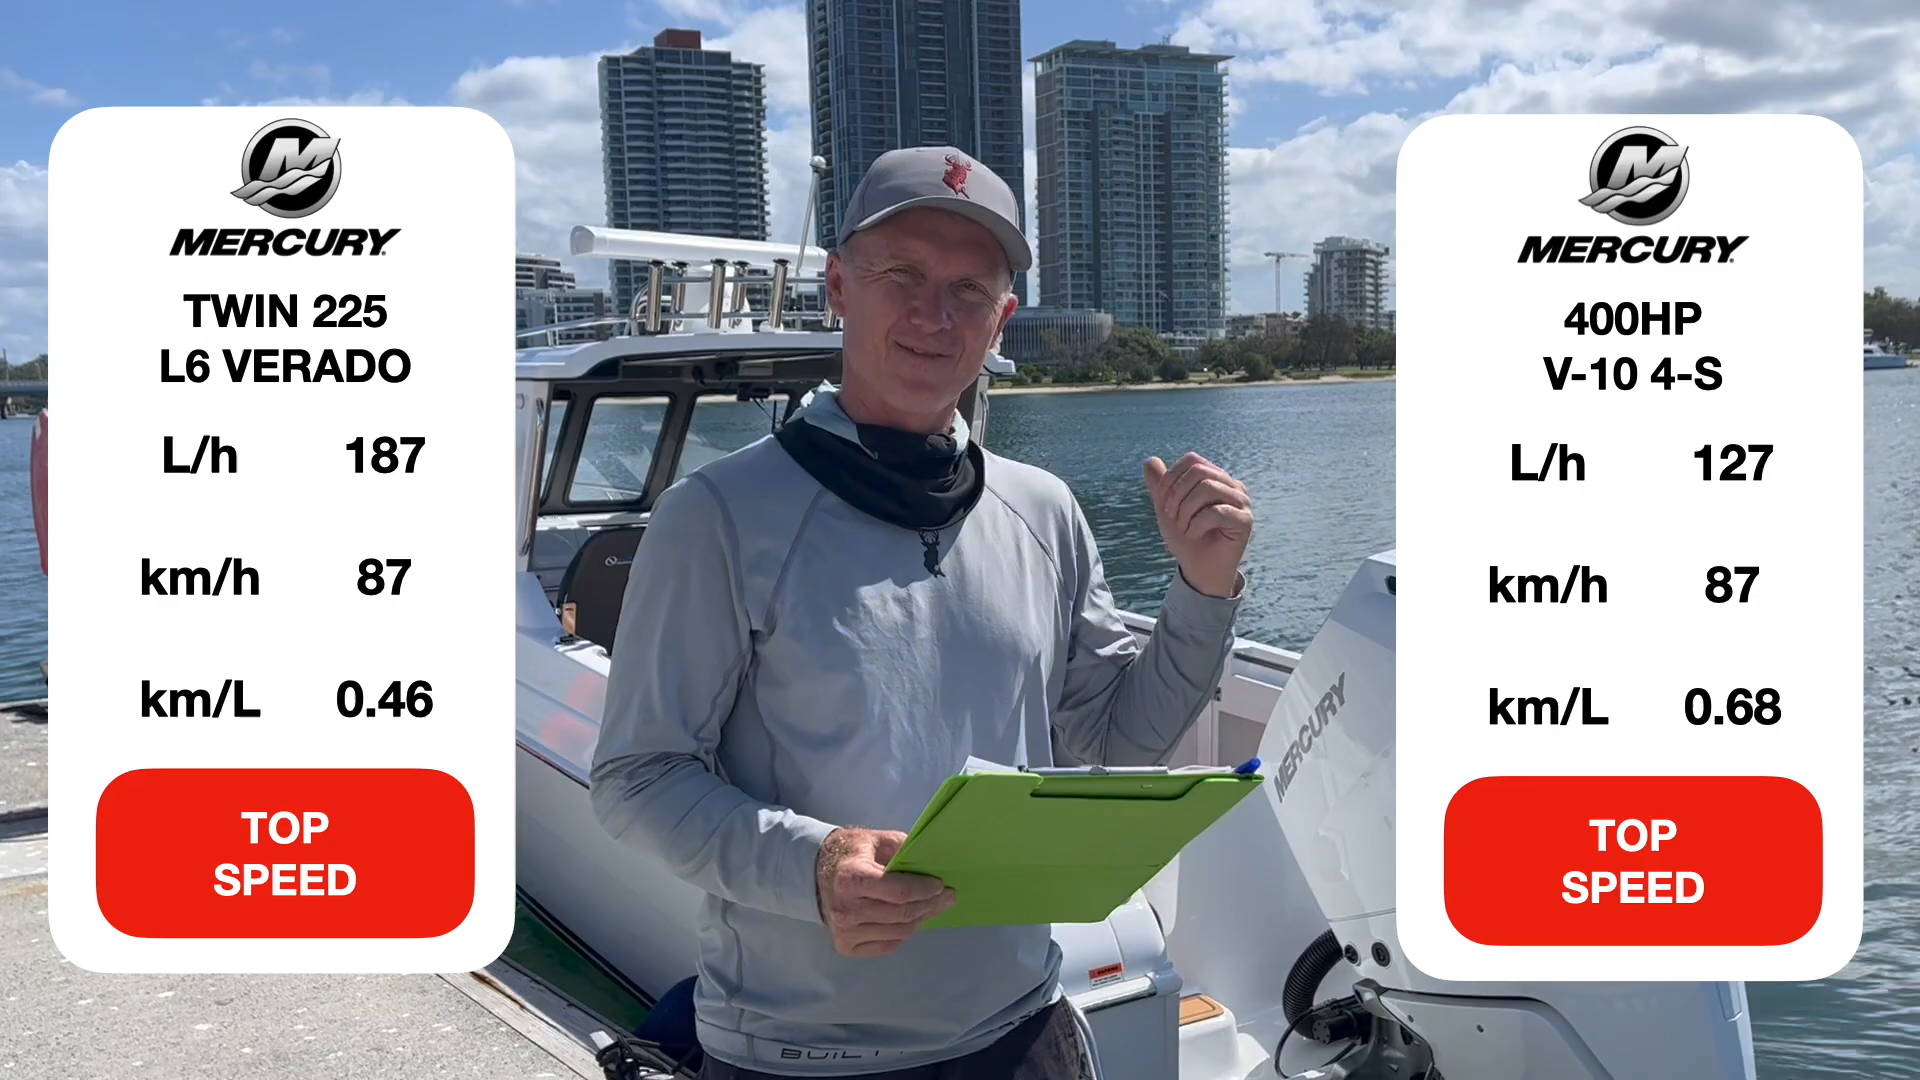 MERCURY
TWIN 225
L6 VERADO
L/h 187
km/h 87
km/L 0.46
TOP
SPEED
MERCURY
400HP
V-10 4-S
L/h 127
km/h 87
km/L 0.68
TOP
SPEED
MERCURY
BUILT